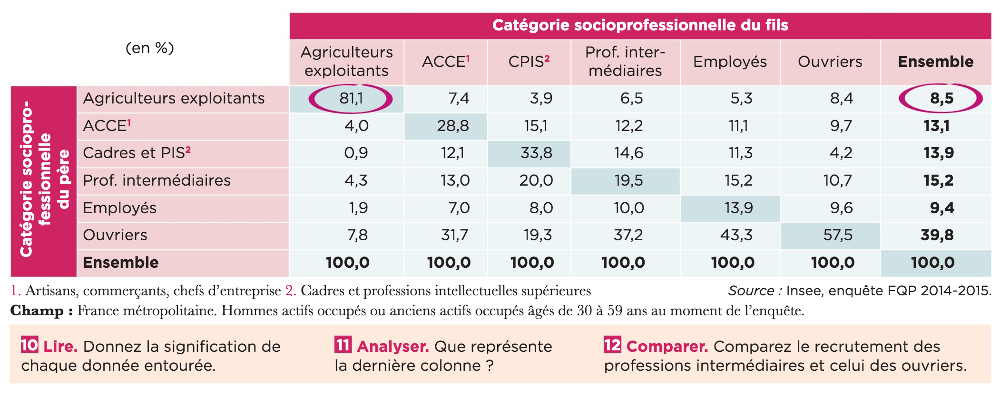 Catégorie socioprofessionnelle du fils
(en %)
Agriculteurs exploitants ACCE¹ CPIS² Prof. inter-médiaires Employés Ouvriers Ensemble
Catégorie sociopro-
fessionnelle
du père
Agriculteurs exploitants 81,1 7,4 3,9 6,5 5,3 8,4 8,5
ACCE¹ 4,0 28,8 15,1 12,2 11,1 9,7 13,1
Cadres et PIS² 0,9 12,1 33,8 14,6 11,3 4,2 13,9
Prof. intermédiaires 4,3 13,0 20,0 19,5 15,2 10,7 15,2
Employés 1,9 7,0 8,0 10,0 13,9 9,6 9,4
Ouvriers 7,8 31,7 19,3 37,2 43,3 57,5 39,8
Ensemble 100,0 100,0 100,0 100,0 100,0 100,0 100,0
1. Artisans, commerçants, chefs d'entreprise 2. Cadres et professions intellectuelles supérieures
Source : Insee, enquête FQP 2014-2015.
Champ : France métropolitaine. Hommes actifs occupés ou anciens actifs occupés âgés de 30 à 59 ans au moment de l'enquête.
10 Lire. Donnez la signification de
chaque donnée entourée.
11 Analyser. Que représente
la dernière colonne ?
12 Comparer. Comparez le recrutement des
professions intermédiaires et celui des ouvriers.